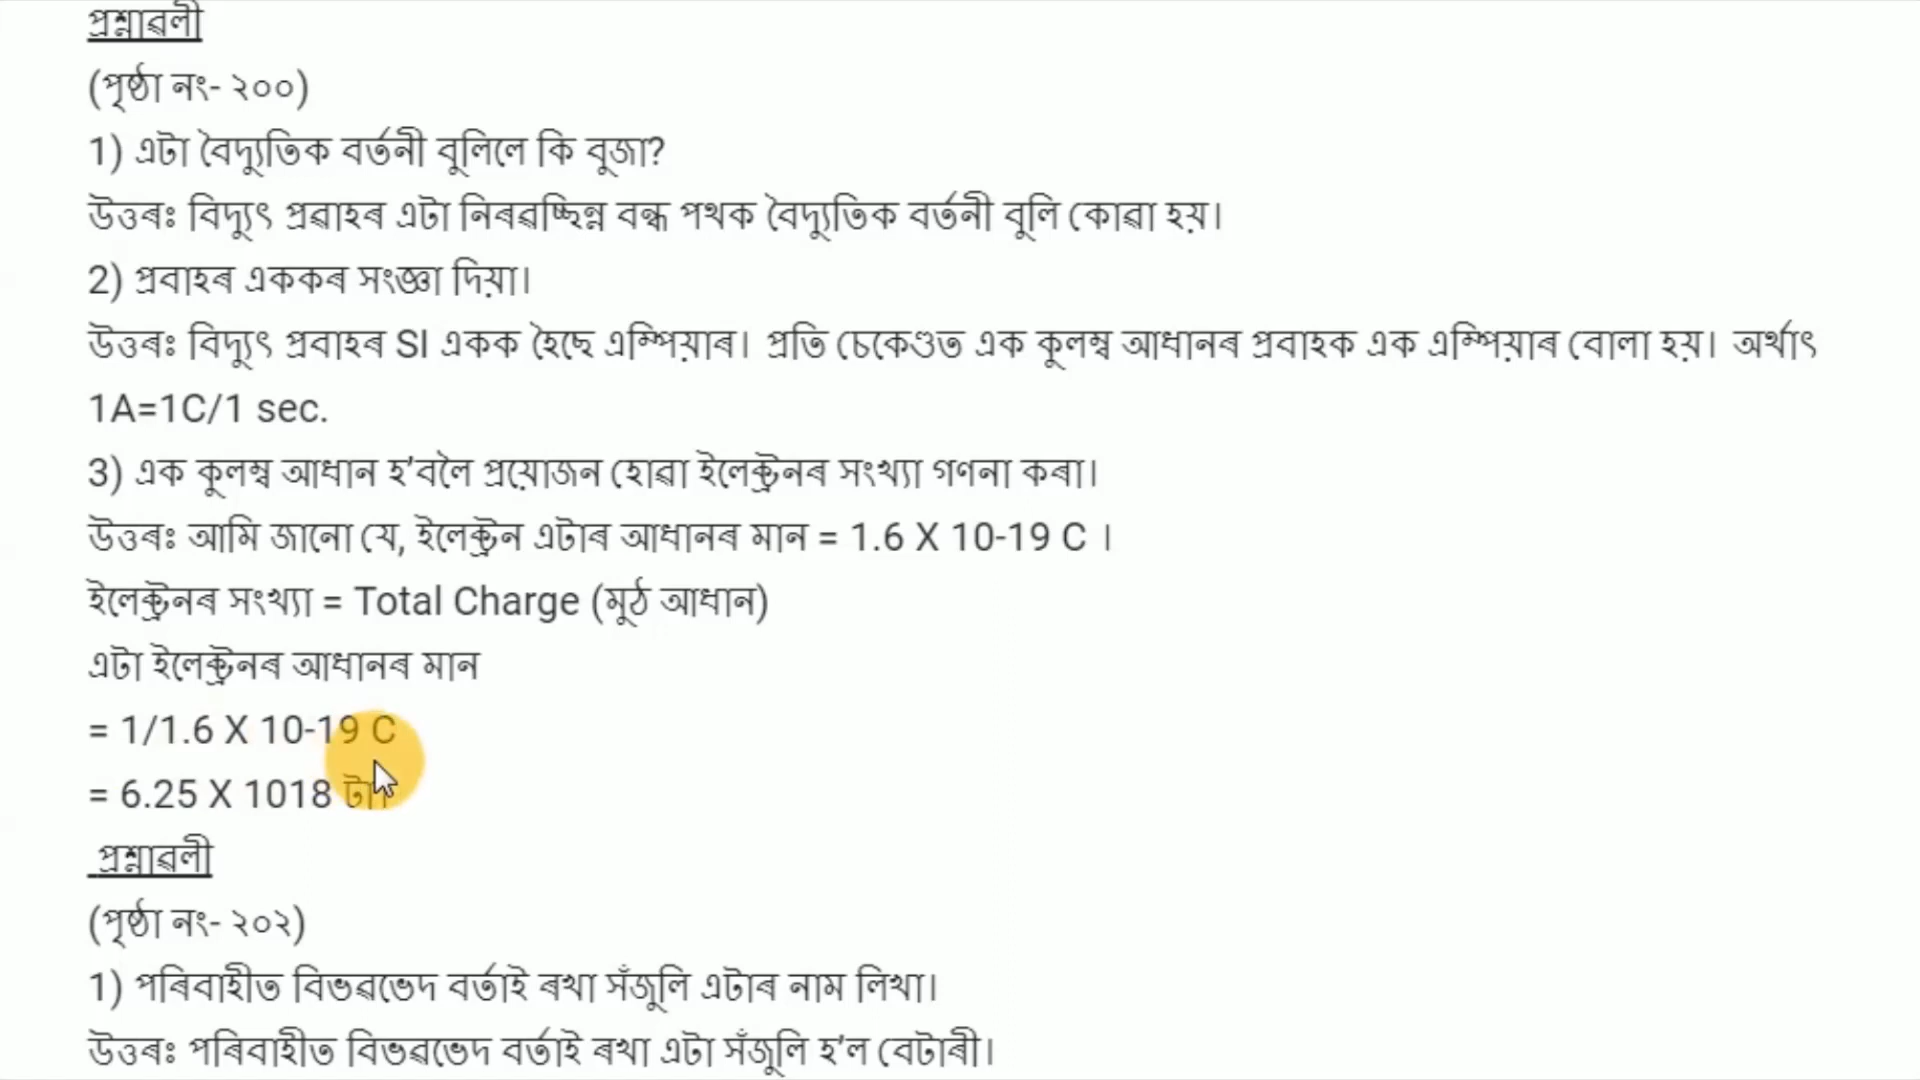 প্ৰশ্নাৱলী
(পৃষ্ঠা নং- ২০০)
1) এটা বৈদ্যুতিক বৰ্তনী বুলিলে কি বুজা?
উত্তৰঃ বিদ্যুৎ প্ৰৱাহৰ এটা নিৰৱচ্ছিন্ন বন্ধ পথক বৈদ্যুতিক বৰ্তনী বুলি কোৱা হয়।
2) প্ৰবাহৰ এককৰ সংজ্ঞা দিয়া।
উত্তৰঃ বিদ্যুৎ প্ৰবাহৰ SI একক হৈছে এম্পিয়াৰ। প্ৰতি চেকেণ্ডত এক কুলম্ব আধানৰ প্ৰবাহক এক এম্পিয়াৰ বোলা হয়। অৰ্থাৎ
1A=1C/1 sec.
3) এক কুলম্ব আধান হ’বলৈ প্ৰয়োজন হোৱা ইলেক্ট্ৰনৰ সংখ্যা গণনা কৰা।
উত্তৰঃ আমি জানো যে, ইলেক্ট্ৰন এটাৰ আধানৰ মান = 1.6 X 10-19 C ।
ইলেক্ট্ৰনৰ সংখ্যা = Total Charge (মুঠ আধান)
এটা ইলেক্ট্ৰনৰ আধানৰ মান
= 1/1.6 X 10-19 C
= 6.25 X 1018 টা।
প্ৰশ্নাৱলী
(পৃষ্ঠা নং- ২০২)
1) পৰিবাহীত বিভৱভেদ বৰ্তাই ৰখা সঁজুলি এটাৰ নাম লিখা।
উত্তৰঃ পৰিবাহীত বিভৱভেদ বৰ্তাই ৰখা এটা সঁজুলি হ’ল বেটাৰী।